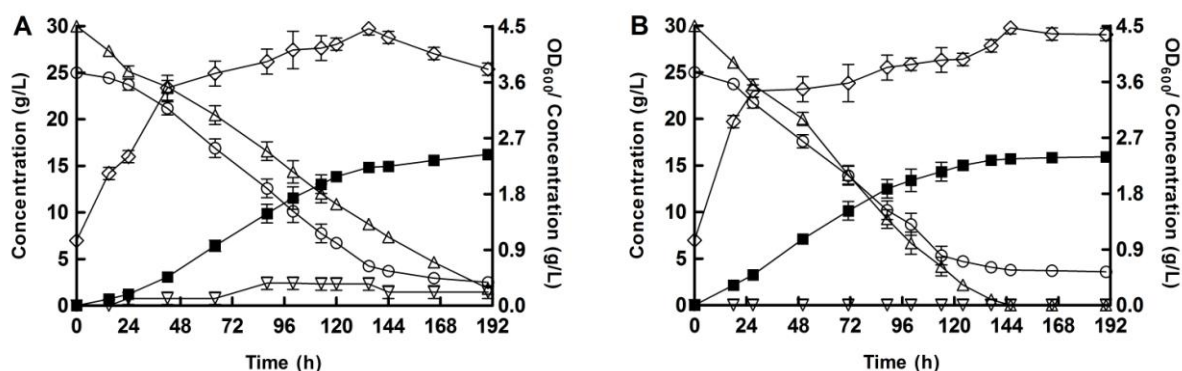 A
Concentration (g/L)
30
25
20
15
10
5
0
4.5
3.6
2.7
1.8
0.9
0.0
OD600/ Concentration (g/L)
0 24 48 72 96 120 144 168 192
Time (h)
B
Concentration (g/L)
30
25
20
15
10
5
0
4.5
3.6
2.7
1.8
0.9
0.0
OD600/ Concentration (g/L)
0 24 48 72 96 120 144 168 192
Time (h)